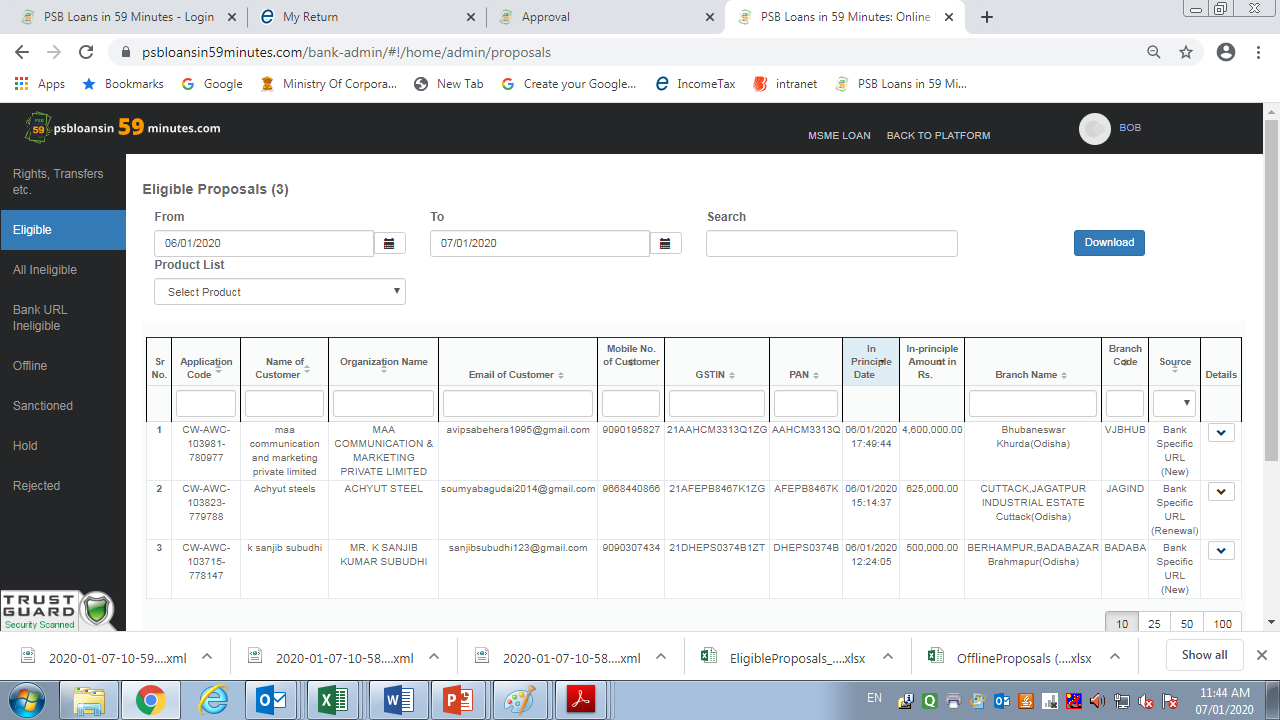 PSB Loans in 59 Minutes - Login
My Return
Approval
PSB Loans in 59 Minutes: Online
psbloansin59minutes.com/bank-admin/#!/home/admin/proposals
Apps
Bookmarks
Google
Ministry Of Corpora...
New Tab
Create your Google...
IncomeTax
intranet
PSB Loans in 59 Mi...
psbloansin 59 minutes.com
MSME LOAN
BACK TO PLATFORM
BOB
Rights, Transfers
etc.
Eligible
All Ineligible
Bank URL
Ineligible
Offline
Sanctioned
Hold
Rejected
TRUST
GUARD
Security Scanned
Eligible Proposals (3)
From
To
Search
06/01/2020
07/01/2020
Download
Product List
Select Product
Sr
No.
Application
Code
Name of
Customer
Organization Name
Email of Customer
Mobile No.
of Customer
GSTIN
PAN
In
Principle
Date
In-principle
Amount in
Rs.
Branch Name
Branch
Code
Source
Details
1
CW-AWC-
103981-
780977
maa
communication
and marketing
private limited
MAA
COMMUNICATION &
MARKETING
PRIVATE LIMITED
avipsabehera1995@gmail.com
9090195827
21AAHCM3313Q1ZG
AAHCM3313Q
06/01/2020
17:49:44
4,600,000.00
Bhubaneswar
Khurda(Odisha)
VJBHUB
Bank
Specific
URL
(New)
2
CW-AWC-
103823-
779788
Achyut steels
ACHYUT STEEL
soumyabagudai2014@gmail.com
9668440866
21AFEPB8467K1ZG
AFEPB8467K
06/01/2020
15:14:37
625,000.00
CUTTACK,JAGATPUR
INDUSTRIAL ESTATE
Cuttack(Odisha)
JAGIND
Bank
Specific
URL
(Renewal)
3
CW-AWC-
103715-
778147
k sanjib subudhi
MR. K SANJIB
KUMAR SUBUDHI
sanjibsubudhi123@gmail.com
9090307434
21DHEPS0374B1ZT
DHEPS0374B
06/01/2020
12:24:05
500,000.00
BERHAMPUR,BADABAZAR
Brahmapur(Odisha)
BADABA
Bank
Specific
URL
(New)
10
25
50
100
2020-01-07-10-59....xml
2020-01-07-10-58....xml
2020-01-07-10-58....xml
EligibleProposals_....xlsx
OfflineProposals (....xlsx
Show all
EN
11:44 AM
07/01/2020